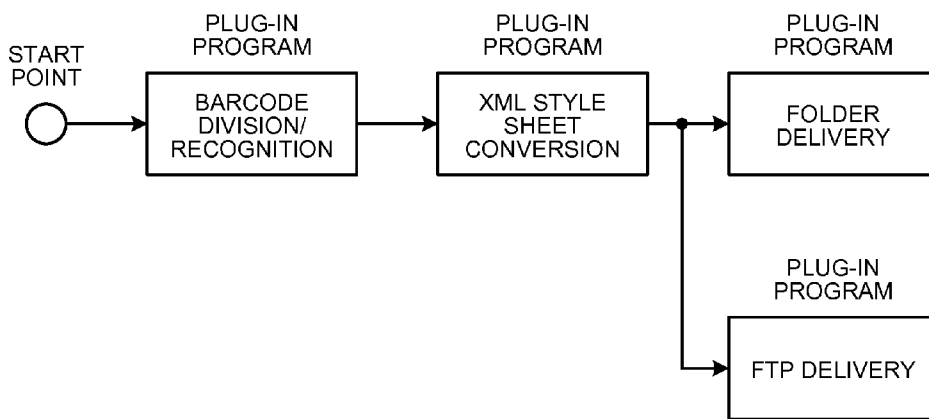 START
POINT
PLUG-IN
PROGRAM
BARCODE
DIVISION/
RECOGNITION
PLUG-IN
PROGRAM
XML STYLE
SHEET
CONVERSION
PLUG-IN
PROGRAM
FOLDER
DELIVERY
PLUG-IN
PROGRAM
FTP DELIVERY